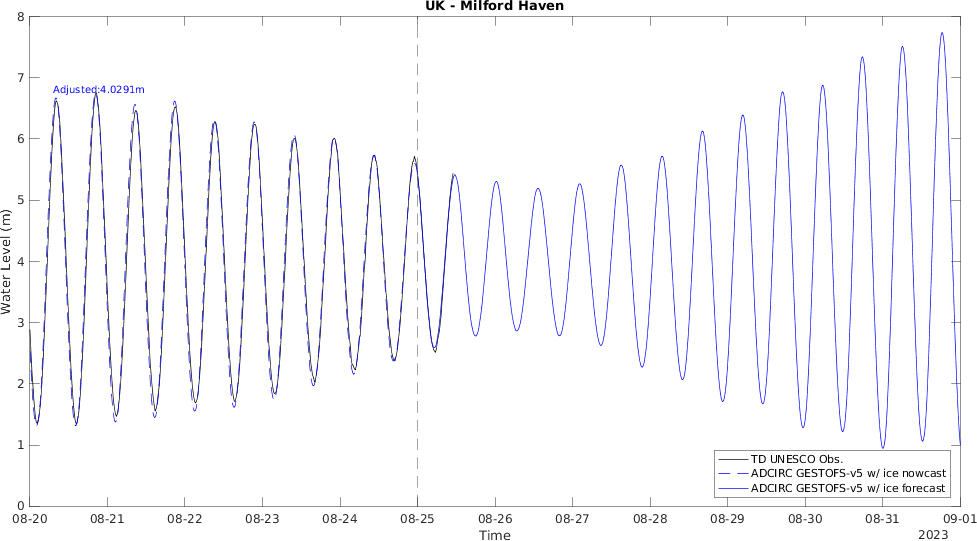 UK - Milford Haven
8
7
6
5
4
3
2
1
0
Water Level (m)
Adjusted:4.0291m
TD UNESCO Obs.
ADCIRC GESTOFS-v5 w/ ice nowcast
ADCIRC GESTOFS-v5 w/ ice forecast
08-20 08-21 08-22 08-23 08-24 08-25 08-26 08-27 08-28 08-29 08-30 08-31 09-01
Time
2023